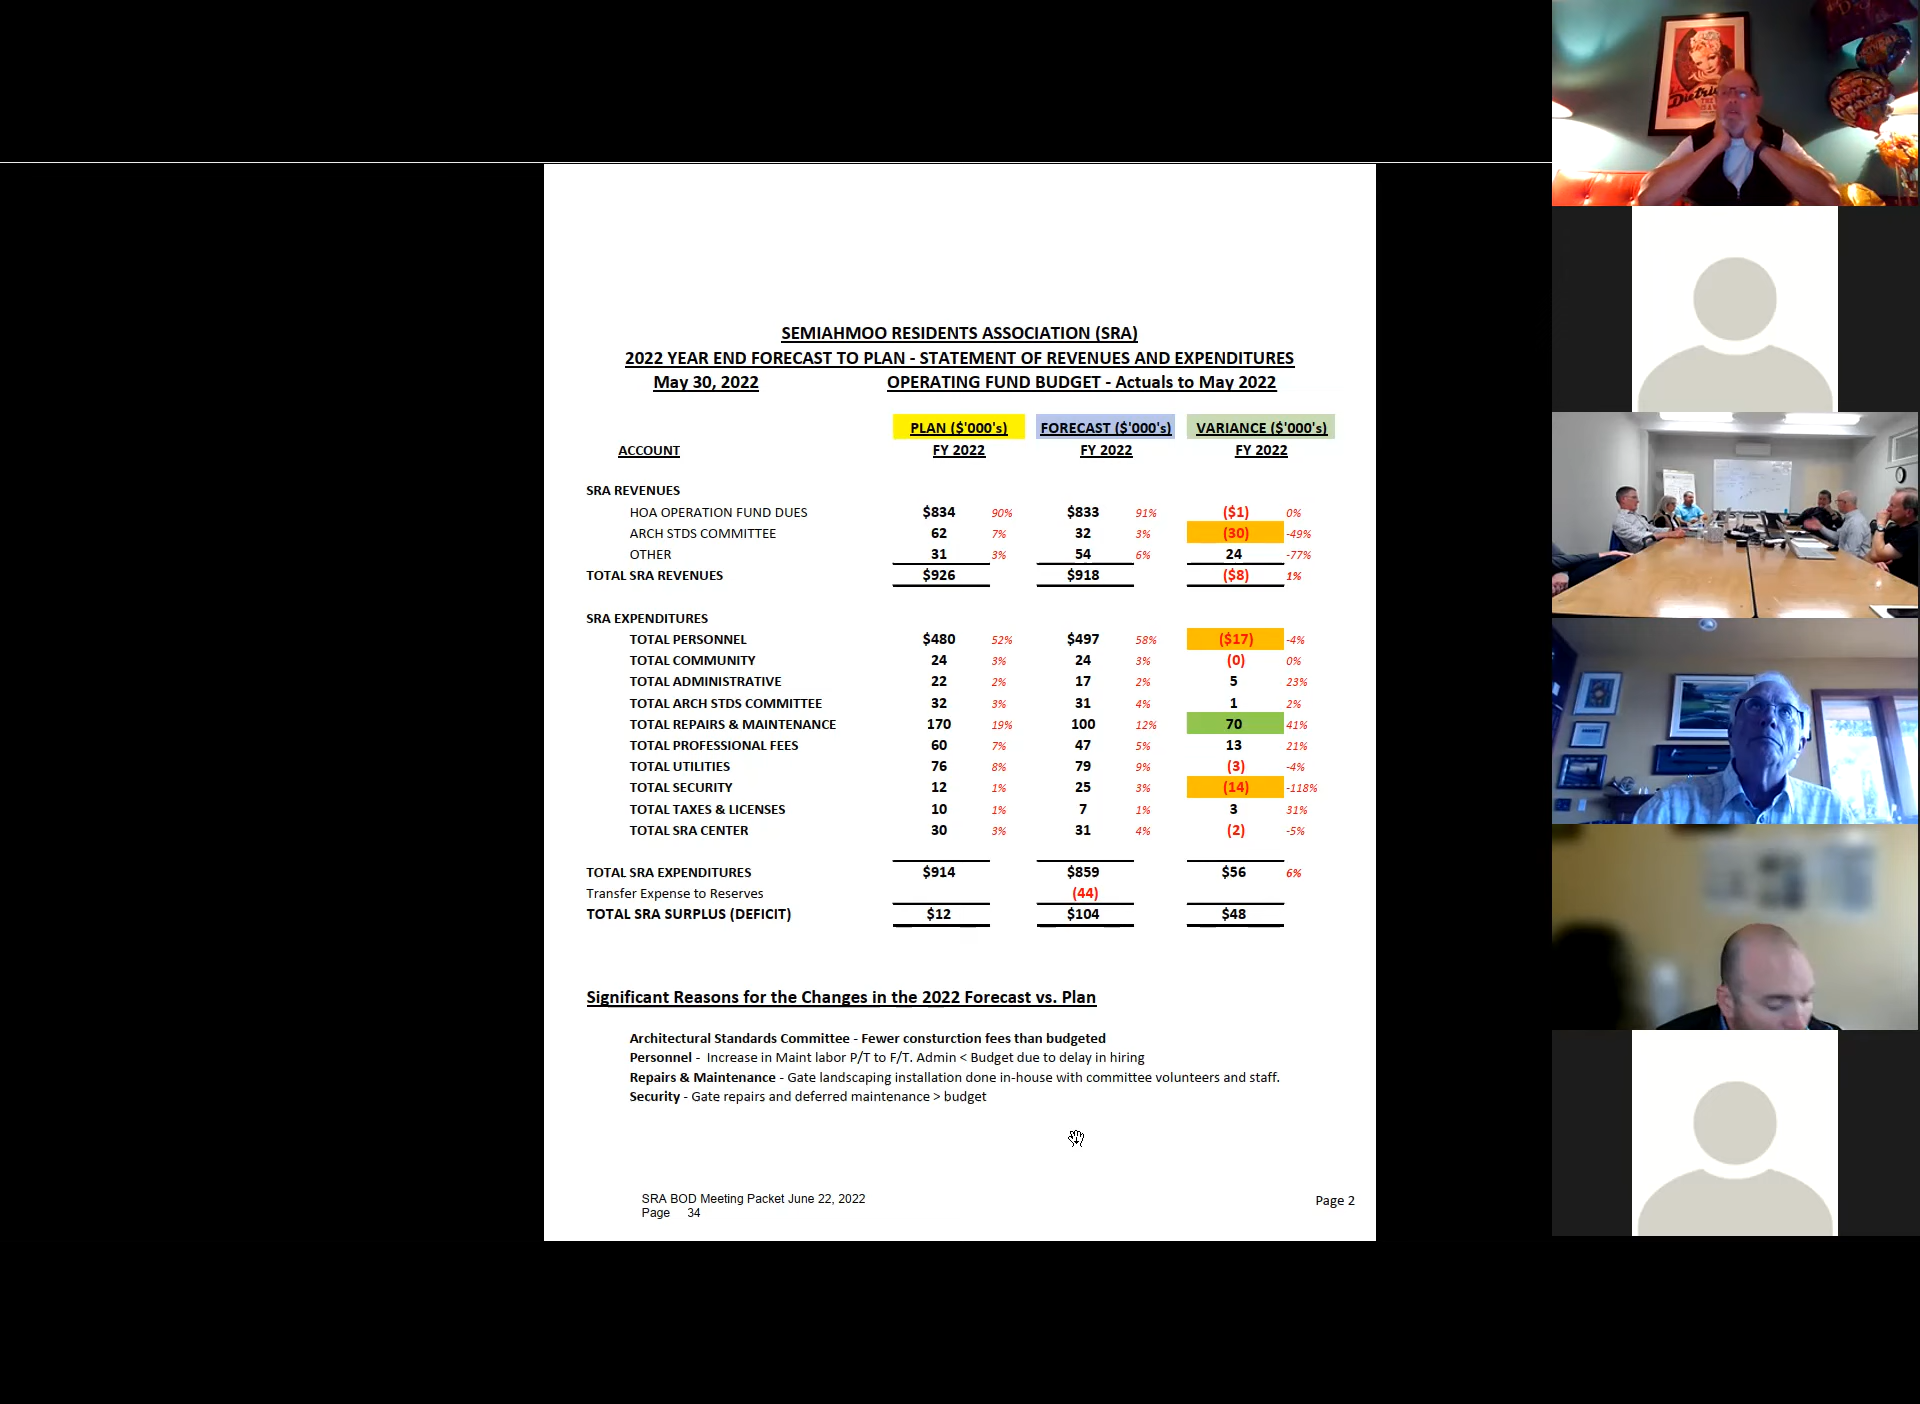 SEMIAHMOO RESIDENTS ASSOCIATION (SRA)
2022 YEAR END FORECAST TO PLAN - STATEMENT OF REVENUES AND EXPENDITURES
May 30, 2022 OPERATING FUND BUDGET - Actuals to May 2022
PLAN ($'000's) FORECAST ($'000's) VARIANCE ($'000's)
ACCOUNT FY 2022 FY 2022 FY 2022
SRA REVENUES
HOA OPERATION FUND DUES $834 90% $833 91% ($1) 0%
ARCH STDS COMMITTEE 62 7% 32 3% (30) -49%
OTHER 31 3% 54 6% 24 -77%
TOTAL SRA REVENUES $926 $918 ($8) 1%
SRA EXPENDITURES
TOTAL PERSONNEL $480 52% $497 58% ($17) -4%
TOTAL COMMUNITY 24 3% 24 3% (0) 0%
TOTAL ADMINISTRATIVE 22 2% 17 2% 5 23%
TOTAL ARCH STDS COMMITTEE 32 3% 31 4% 1 2%
TOTAL REPAIRS & MAINTENANCE 170 19% 100 12% 70 41%
TOTAL PROFESSIONAL FEES 60 7% 47 5% 13 21%
TOTAL UTILITIES 76 8% 79 9% (3) -4%
TOTAL SECURITY 12 1% 25 3% (14) -118%
TOTAL TAXES & LICENSES 10 1% 7 1% 3 31%
TOTAL SRA CENTER 30 3% 31 4% (2) -5%
TOTAL SRA EXPENDITURES $914 $859 $56 6%
Transfer Expense to Reserves (44)
TOTAL SRA SURPLUS (DEFICIT) $12 $104 $48
Significant Reasons for the Changes in the 2022 Forecast vs. Plan
Architectural Standards Committee - Fewer consturction fees than budgeted
Personnel - Increase in Maint labor P/T to F/T. Admin < Budget due to delay in hiring
Repairs & Maintenance - Gate landscaping installation done in-house with committee volunteers and staff.
Security - Gate repairs and deferred maintenance > budget
SRA BOD Meeting Packet June 22, 2022
Page 34
Page 2
Dietrich